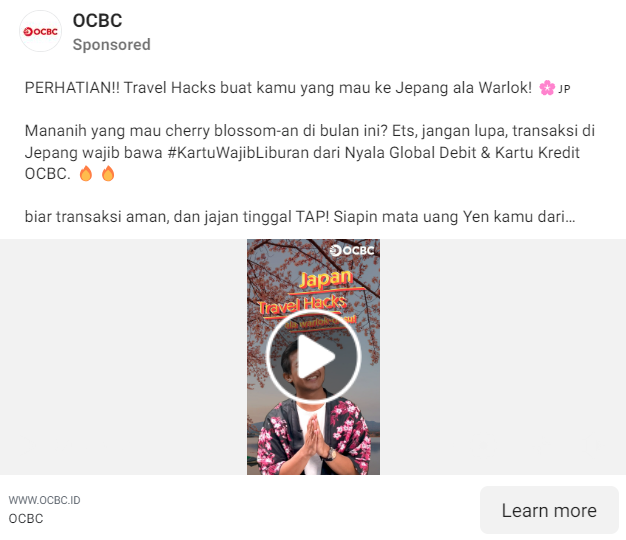 OCBC
OCBC
Sponsored
PERHATIAN!! Travel Hacks buat kamu yang mau ke Jepang ala Warlok! 🌸 JP
Mananih yang mau cherry blossom-an di bulan ini? Ets, jangan lupa, transaksi di
Jepang wajib bawa #KartuWajibLiburan dari Nyala Global Debit & Kartu Kredit
OCBC. 🔥 🔥
biar transaksi aman, dan jajan tinggal TAP! Siapin mata uang Yen kamu dari…
OCBC
Japan
Travel Hacks
warlok
WWW.OCBC.ID
OCBC
Learn more